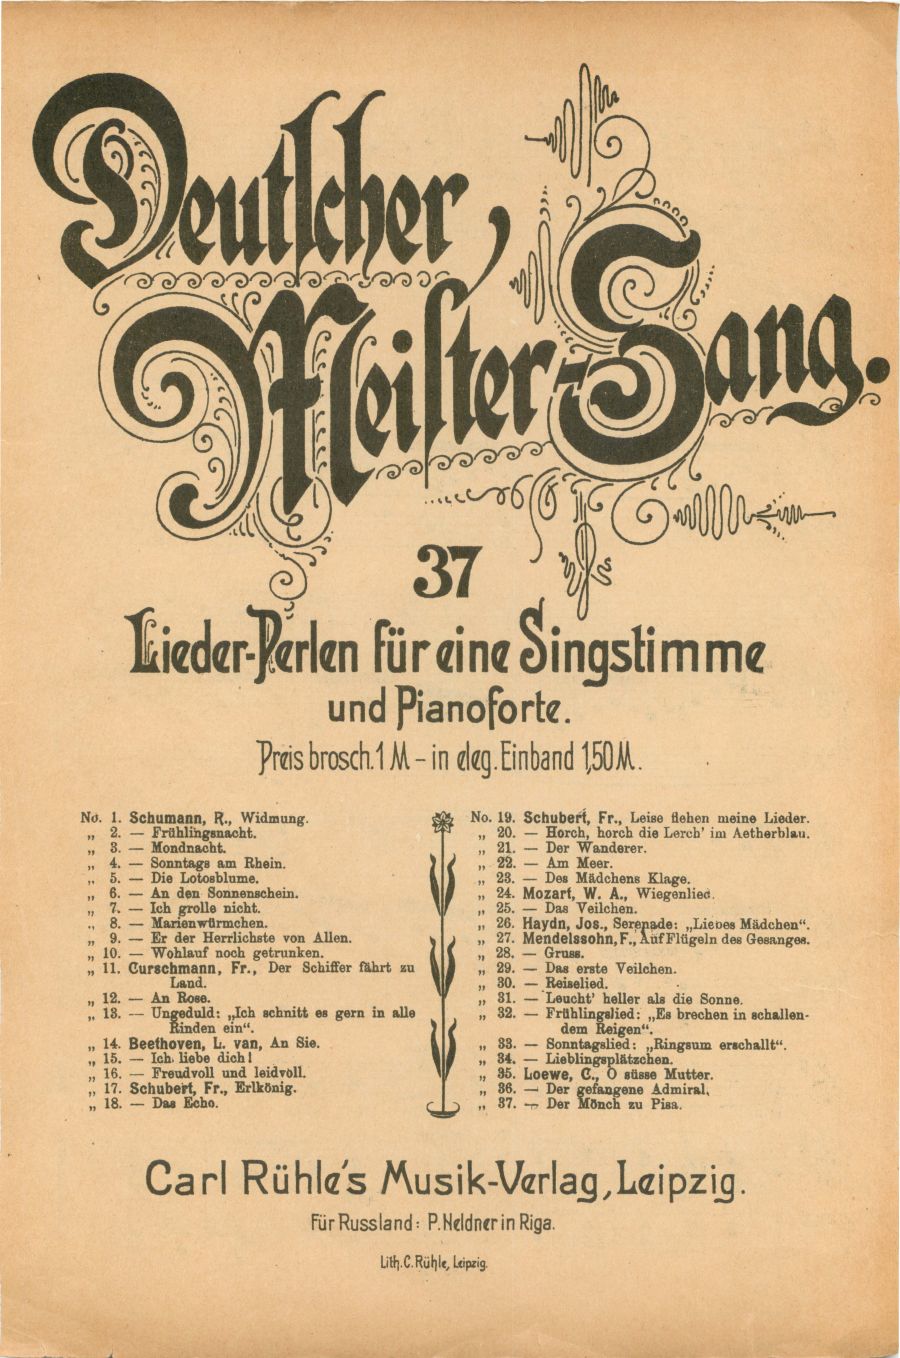 Deutscher
Meister-Sang.
37
Lieder-Perlen für eine Singstimme
und Pianoforte.
Preis brosch. 1 M – in eleg. Einband 1,50 M.
No. 1. Schumann, R., Widmung.
„ 2. — Frühlingsnacht.
„ 3. — Mondnacht.
„ 4. — Sonntags am Rhein.
„ 5. — Die Lotosblume.
„ 6. — An den Sonnenschein.
„ 7. — Ich grolle nicht.
„ 8. — Marienwürmchen.
„ 9. — Er der Herrlichste von Allen.
„ 10. — Wohlauf noch getrunken.
„ 11. Curschmann, Fr., Der Schiffer fährt zu
Land.
„ 12. — An Rose.
„ 13. — Ungeduld: „Ich schnitt es gern in alle
Rinden ein“.
„ 14. Beethoven, L. van, An Sie.
„ 15. — Ich liebe dich!
„ 16. — Freudvoll und leidvoll.
„ 17. Schubert, Fr., Erlkönig.
„ 18. — Das Echo.
No. 19. Schubert, Fr., Leise flehen meine Lieder.
„ 20. — Horch, horch die Lerch' im Aetherblau.
„ 21. — Der Wanderer.
„ 22. — Am Meer.
„ 23. — Des Mädchens Klage.
„ 24. Mozart, W. A., Wiegenlied.
„ 25. — Das Veilchen.
„ 26. Haydn, Jos., Serenade: „Liebes Mädchen“.
„ 27. Mendelssohn, F., Auf Flügeln des Gesanges.
„ 28. — Gruss.
„ 29. — Das erste Veilchen.
„ 30. — Reiselied.
„ 31. — Leucht' heller als die Sonne.
„ 32. — Frühlingslied: „Es brechen in schallen-
dem Reigen“.
„ 33. — Sonntagslied: „Ringsum erschallt“.
„ 34. — Lieblingsplätzchen.
„ 35. Loewe, C., O süsse Mutter.
„ 36. — Der gefangene Admiral.
„ 37. — Der Mönch zu Pisa.
Carl Rühle's Musik-Verlag, Leipzig.
Für Russland: P. Neldner in Riga.
Lith. C. Rühle, Leipzig.